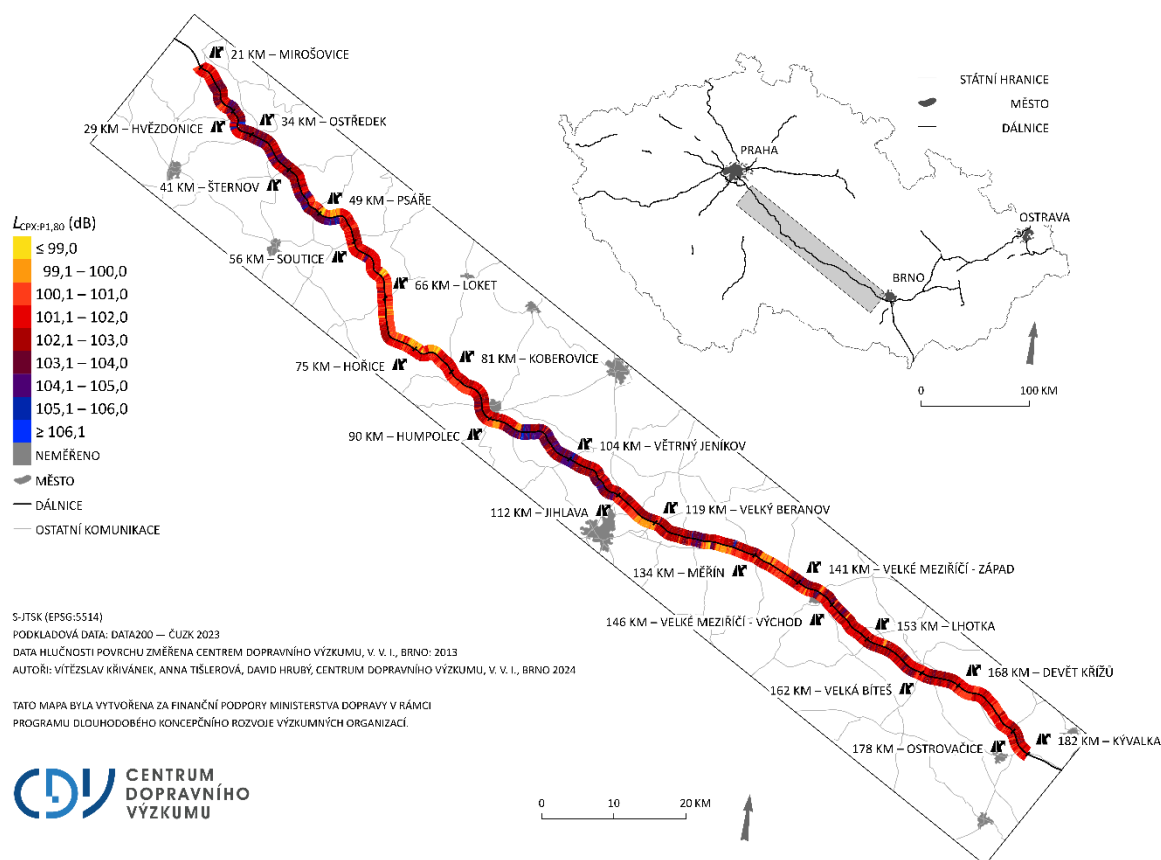 21 KM – MIROŠOVICE
29 KM – HVĚZDONICE
34 KM – OSTŘEDEK
41 KM – ŠTERNOV
49 KM – PSÁŘE
56 KM – SOUTICE
66 KM – LOKET
75 KM – HOŘICE
81 KM – KOBEROVICE
90 KM – HUMPOLEC
104 KM – VĚTRNÝ JENÍKOV
112 KM – JIHLAVA
119 KM – VELKÝ BERANOV
134 KM – MĚŘÍN
141 KM – VELKÉ MEZIŘÍČÍ - ZÁPAD
146 KM – VELKÉ MEZIŘÍČÍ - VÝCHOD
153 KM – LHOTKA
162 KM – VELKÁ BÍTEŠ
168 KM – DEVĚT KŘÍŽŮ
178 KM – OSTROVAČICE
182 KM – KÝVALKA
STÁTNÍ HRANICE
MĚSTO
DÁLNICE
PRAHA
OSTRAVA
BRNO
0 100 KM
LCPX:P1,80 (dB)
≤ 99,0
99,1 – 100,0
100,1 – 101,0
101,1 – 102,0
102,1 – 103,0
103,1 – 104,0
104,1 – 105,0
105,1 – 106,0
≥ 106,1
NEMĚŘENO
MĚSTO
DÁLNICE
OSTATNÍ KOMUNIKACE
S-JTSK (EPSG:5514)
PODKLADOVÁ DATA: DATA200 — ČUZK 2023
DATA HLUČNOSTI POVRCHU ZMĚŘENA CENTREM DOPRAVNÍHO VÝZKUMU, V. V. I., BRNO: 2013
AUTOŘI: VÍTĚZSLAV KŘIVÁNEK, ANNA TIŠLEROVÁ, DAVID HRUBÝ, CENTRUM DOPRAVNÍHO VÝZKUMU, V. V. I., BRNO 2024
TATO MAPA BYLA VYTVOŘENA ZA FINANČNÍ PODPORY MINISTERSTVA DOPRAVY V RÁMCI
PROGRAMU DLOUHODOBÉHO KONCEPČNÍHO ROZVOJE VÝZKUMNÝCH ORGANIZACÍ.
CDV
CENTRUM
DOPRAVNÍHO
VÝZKUMU
0 10 20 KM